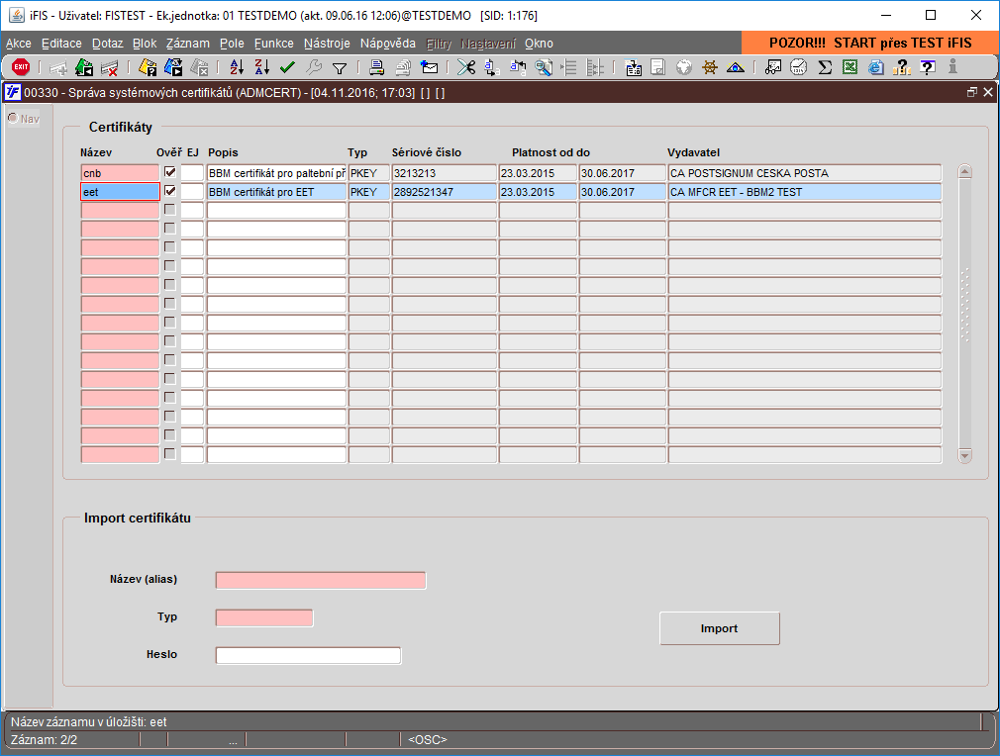 iFIS - Uživatel: FISTEST - Ek.jednotka: 01 TESTDEMO (akt. 09.06.16 12:06)@TESTDEMO [SID: 1:176]
Akce Editace Dotaz Blok Záznam Pole Funkce Nástroje Nápověda Filtry Nastavení Okno
POZOR!!! START přes TEST iFIS
EXIT
00330 - Správa systémových certifikátů (ADMCERT) - [04.11.2016; 17:03] [ ] [ ]
Nav
Certifikáty
Název Ověř EJ Popis Typ Sériové číslo Platnost od do Vydavatel
cnb BBM certifikát pro paltební př PKEY 3213213 23.03.2015 30.06.2017 CA POSTSIGNUM CESKA POSTA
eet BBM certifikát pro EET PKEY 2892521347 23.03.2015 30.06.2017 CA MFCR EET - BBM2 TEST
Import certifikátu
Název (alias)
Typ
Import
Heslo
Název záznamu v úložišti: eet
Záznam: 2/2 ... <OSC>